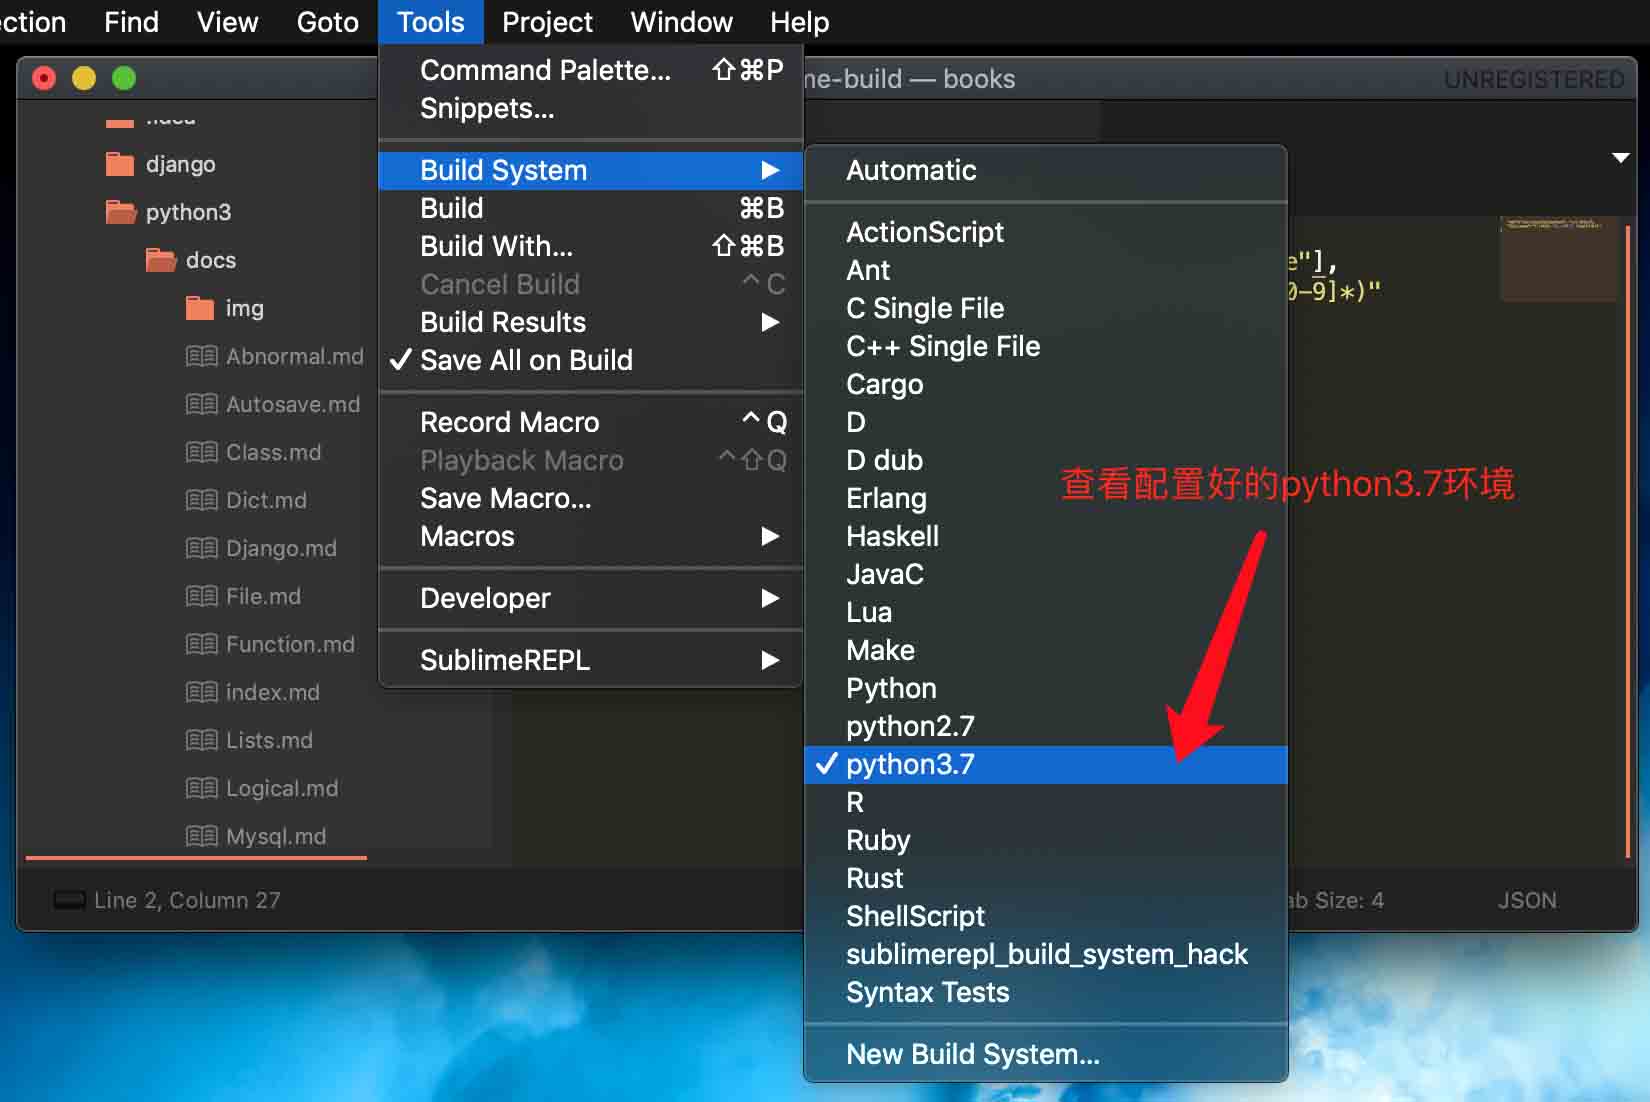 Find View Goto Tools Project Window Help
books
UNREGISTERED
django
python3
docs
img
Abnormal.md
Autosave.md
Class.md
Dict.md
Django.md
File.md
Function.md
index.md
Lists.md
Logical.md
Mysql.md
Line 2, Column 27
Command Palette... ⇧⌘P
Snippets...
Build System ▶
Build ⌘B
Build With... ⇧⌘B
Cancel Build ^C
Build Results ▶
✓ Save All on Build
Record Macro ^Q
Playback Macro ^⇧Q
Save Macro...
Macros ▶
Developer ▶
SublimeREPL ▶
Automatic
ActionScript
Ant
C Single File
C++ Single File
Cargo
D
D dub
Erlang
Haskell
JavaC
Lua
Make
Python
python2.7
✓ python3.7
R
Ruby
Rust
ShellScript
sublimerepl_build_system_hack
Syntax Tests
New Build System...
e"],
0-9]*)"
查看配置好的python3.7环境
Size: 4
JSON